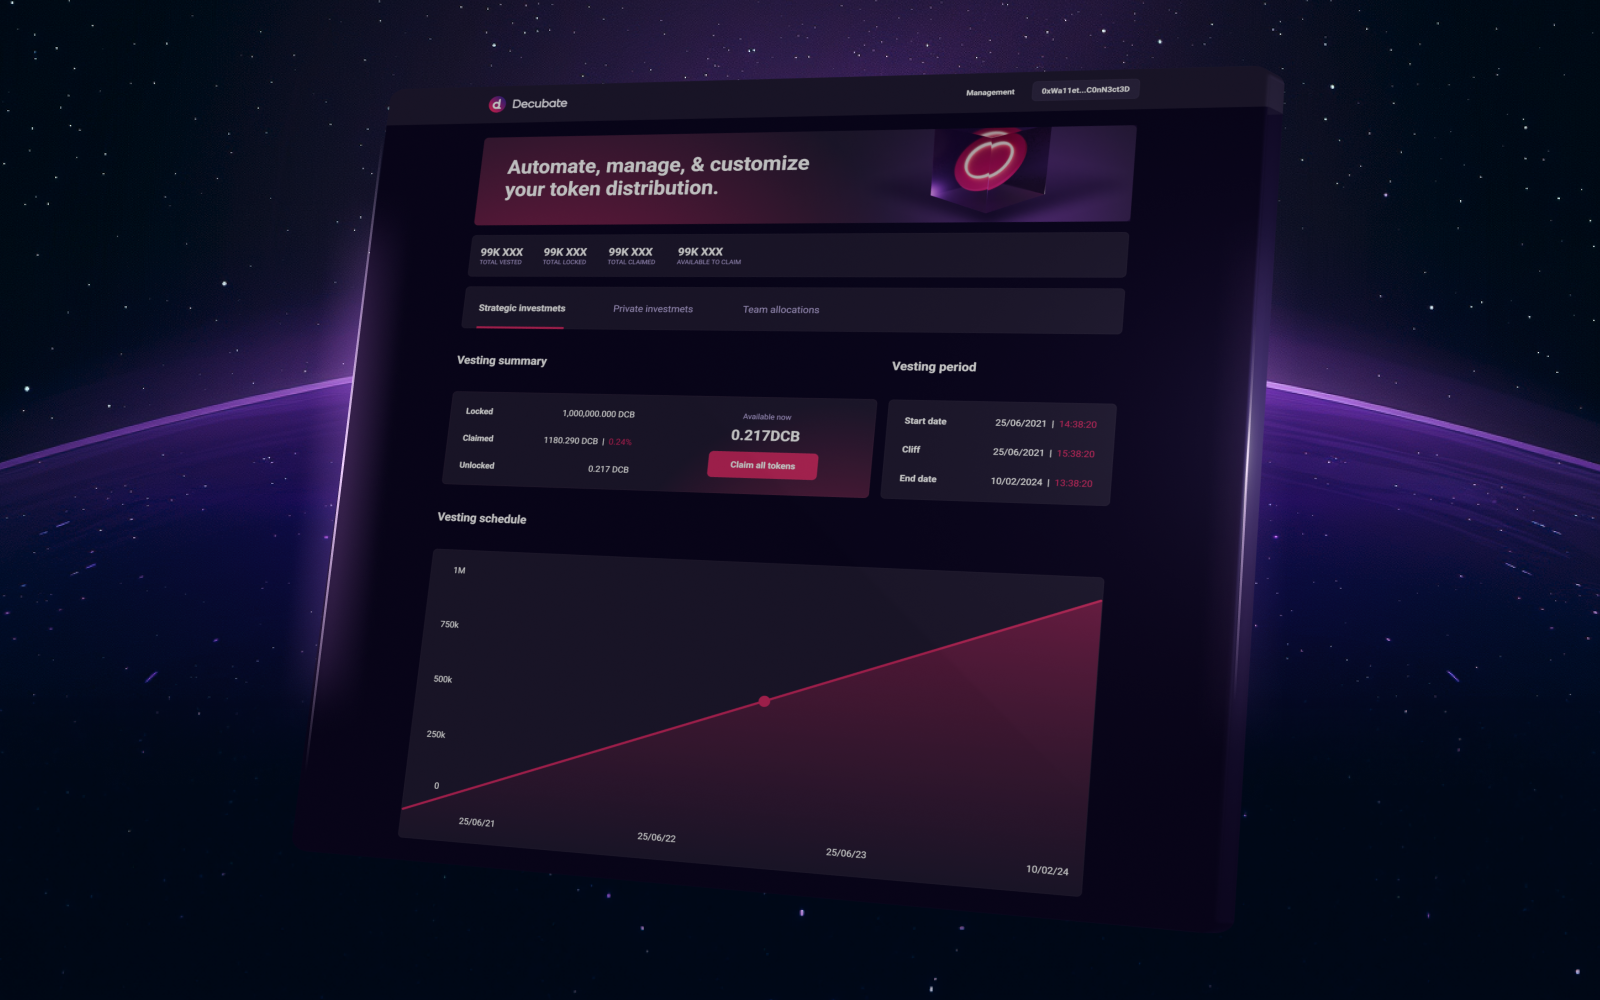 Decubate
Management
0xWa11et...C0nN3ct3D
Automate, manage, & customize
your token distribution.
99K XXX
TOTAL VESTED
99K XXX
TOTAL LOCKED
99K XXX
TOTAL CLAIMED
99K XXX
AVAILABLE TO CLAIM
Strategic investmets
Private investmets
Team allocations
Vesting summary
Locked 1,000,000.000 DCB
Claimed 1180.290 DCB | 0.24%
Unlocked 0.217 DCB
Available now
0.217DCB
Claim all tokens
Vesting period
Start date 25/06/2021 | 14:38:20
Cliff 25/06/2021 | 15:38:20
End date 10/02/2024 | 13:38:20
Vesting schedule
1M
750k
500k
250k
0
25/06/21
25/06/22
25/06/23
10/02/24